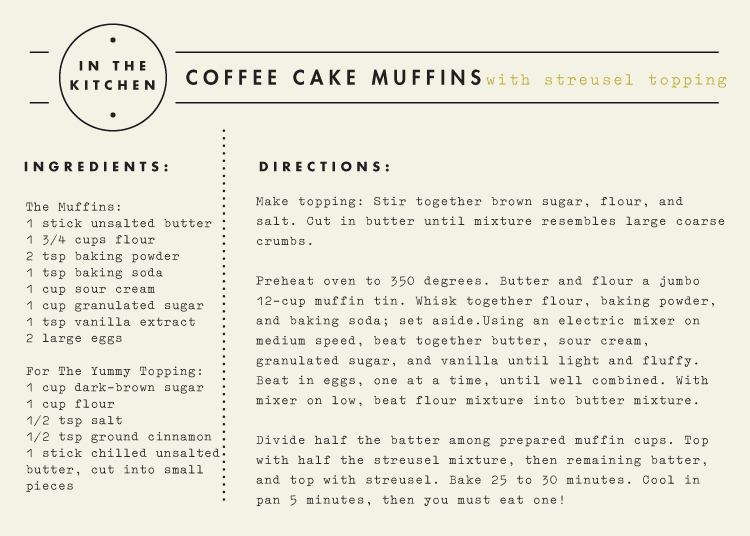 IN THE
KITCHEN
COFFEE CAKE MUFFINS with streusel topping
INGREDIENTS:
The Muffins:
1 stick unsalted butter
1 3/4 cups flour
2 tsp baking powder
1 tsp baking soda
1 cup sour cream
1 cup granulated sugar
1 tsp vanilla extract
2 large eggs
For The Yummy Topping:
1 cup dark-brown sugar
1 cup flour
1/2 tsp salt
1/2 tsp ground cinnamon
1 stick chilled unsalted
butter, cut into small
pieces
DIRECTIONS:
Make topping: Stir together brown sugar, flour, and
salt. Cut in butter until mixture resembles large coarse
crumbs.
Preheat oven to 350 degrees. Butter and flour a jumbo
12-cup muffin tin. Whisk together flour, baking powder,
and baking soda; set aside.Using an electric mixer on
medium speed, beat together butter, sour cream,
granulated sugar, and vanilla until light and fluffy.
Beat in eggs, one at a time, until well combined. With
mixer on low, beat flour mixture into butter mixture.
Divide half the batter among prepared muffin cups. Top
with half the streusel mixture, then remaining batter,
and top with streusel. Bake 25 to 30 minutes. Cool in
pan 5 minutes, then you must eat one!